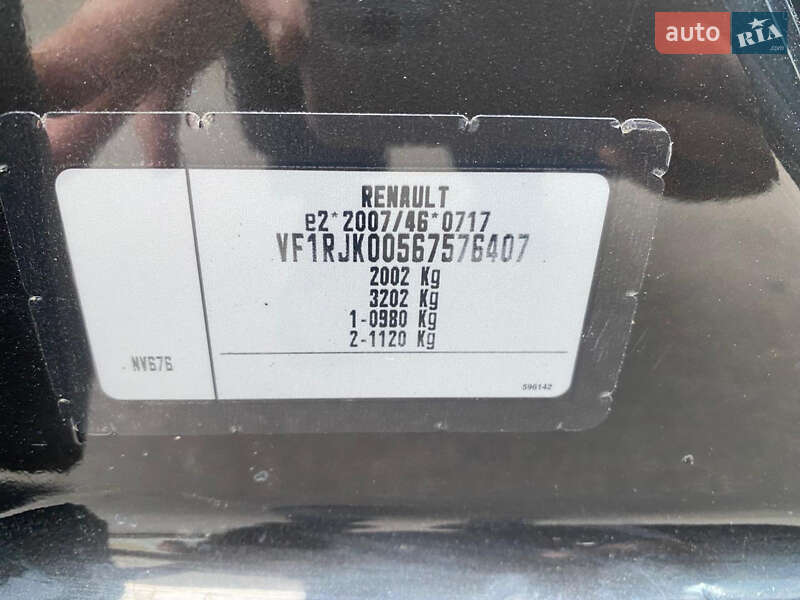 auto RIA
RENAULT
e2*2007/46*0717
VF1RJK00567576407
2002 Kg
3202 Kg
1-0980 Kg
2-1120 Kg
NV676
596142